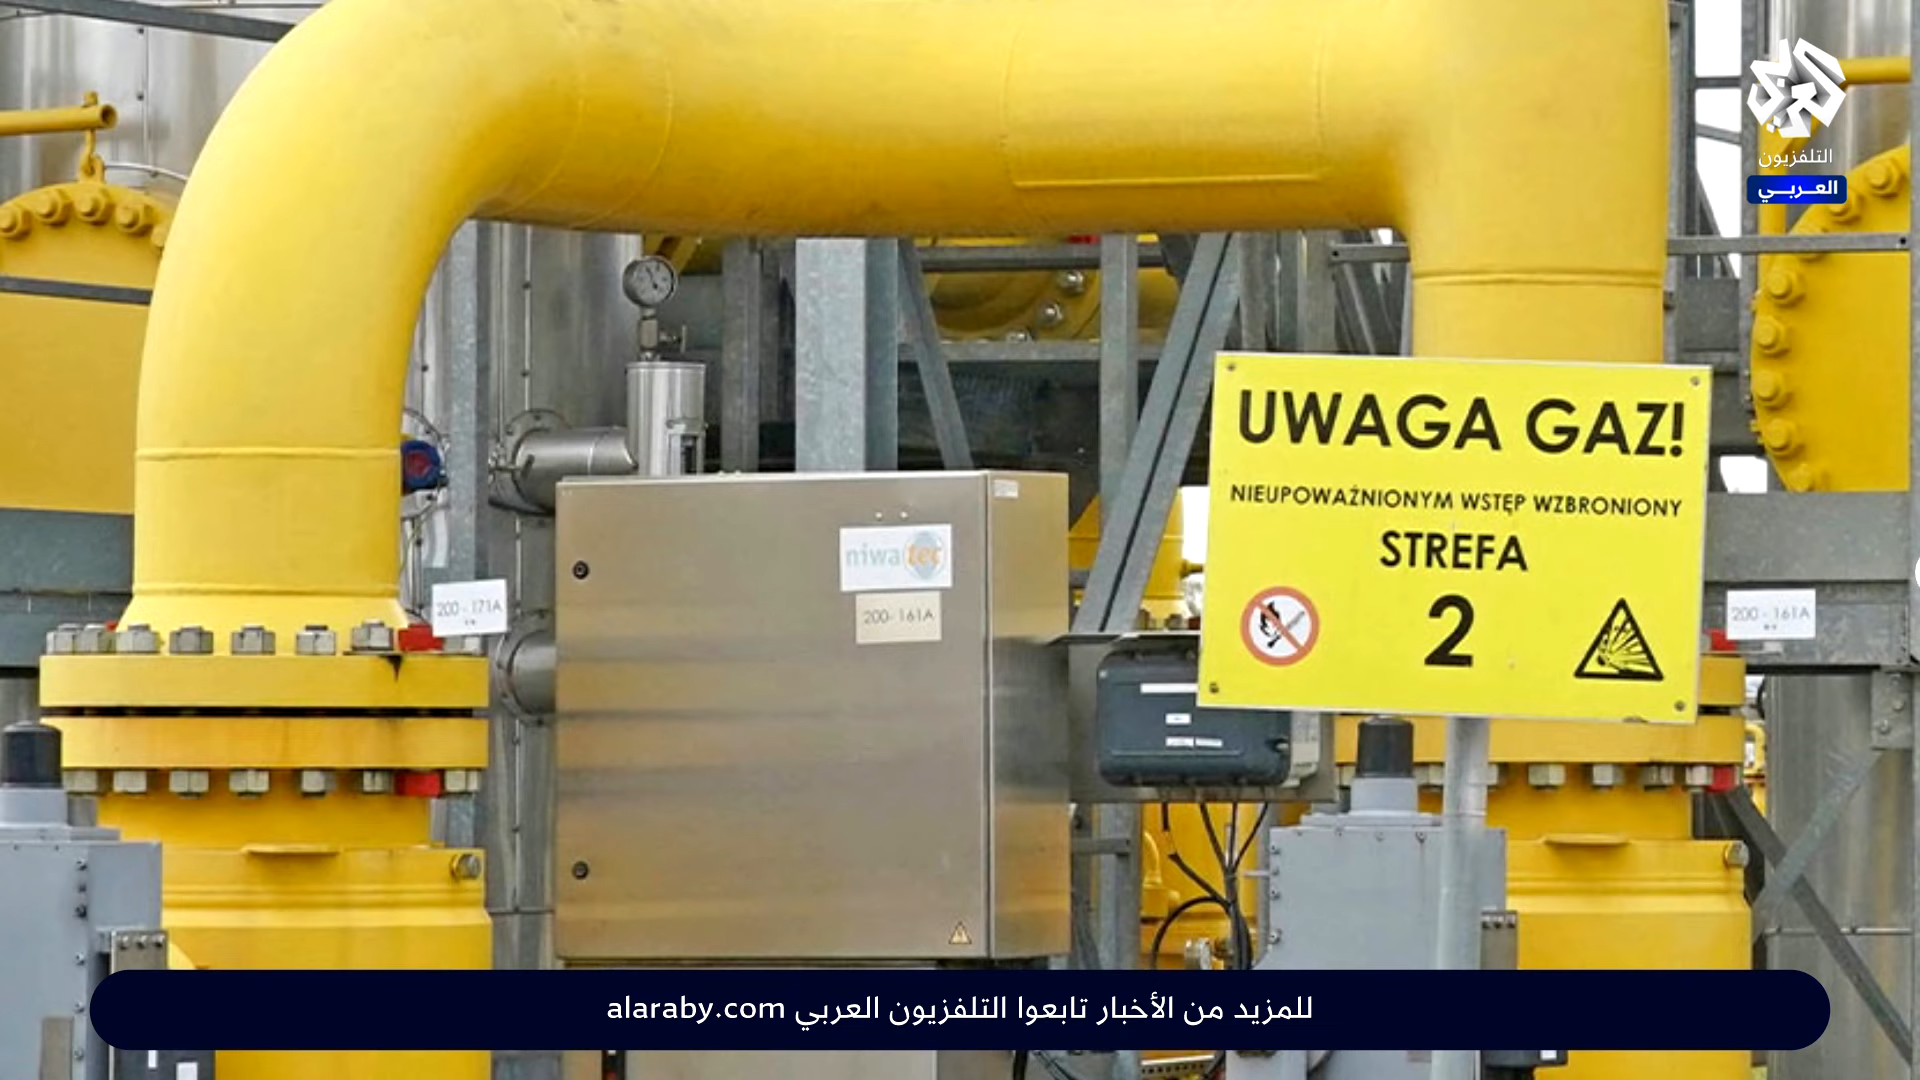 العربي
التلفزيون
العـربـي
UWAGA GAZ!
NIEUPOWAŻNIONYM WSTĘP WZBRONIONY
STREFA
2
niwatec
200-161A
200 - 171A
200 - 161A
للمزيد من الأخبار تابعوا التلفزيون العربي alaraby.com